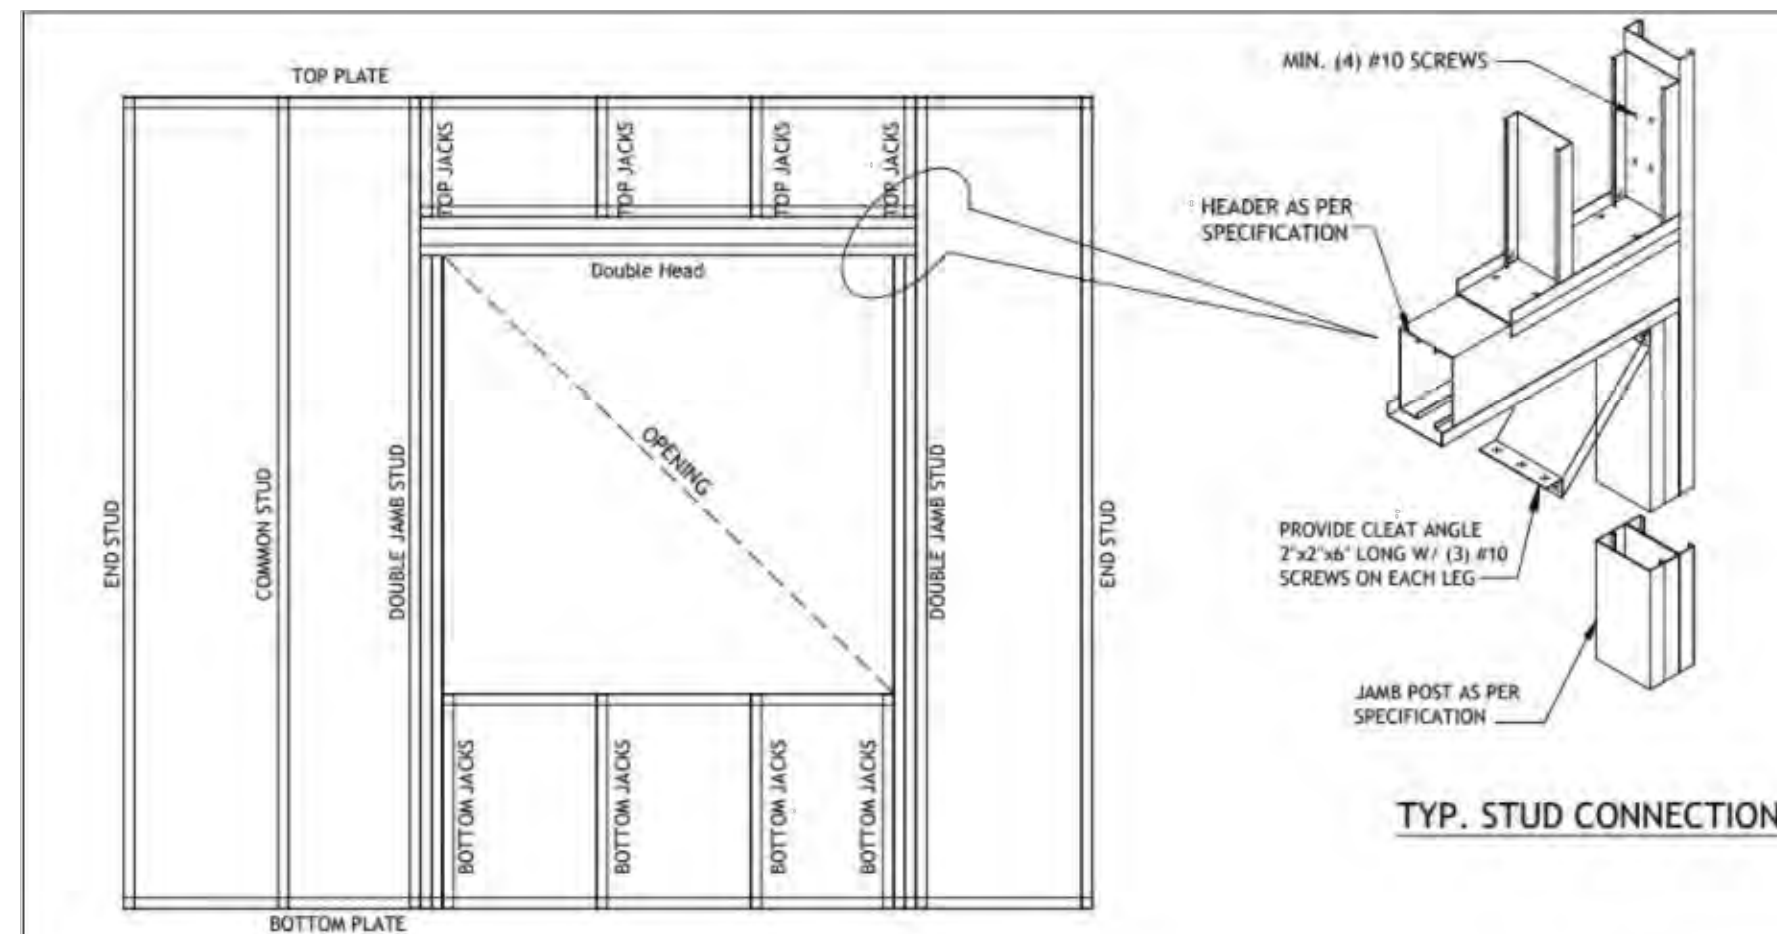 TOP PLATE
TOP JACKS
TOP JACKS
TOP JACKS
TOP JACKS
Double Head
OPENING
END STUD
COMMON STUD
DOUBLE JAMB STUD
DOUBLE JAMB STUD
END STUD
BOTTOM JACKS
BOTTOM JACKS
BOTTOM JACKS
BOTTOM JACKS
BOTTOM PLATE
MIN. (4) #10 SCREWS
HEADER AS PER
SPECIFICATION
PROVIDE CLEAT ANGLE
2"x2"x6" LONG W/ (3) #10
SCREWS ON EACH LEG
JAMB POST AS PER
SPECIFICATION
TYP. STUD CONNECTION